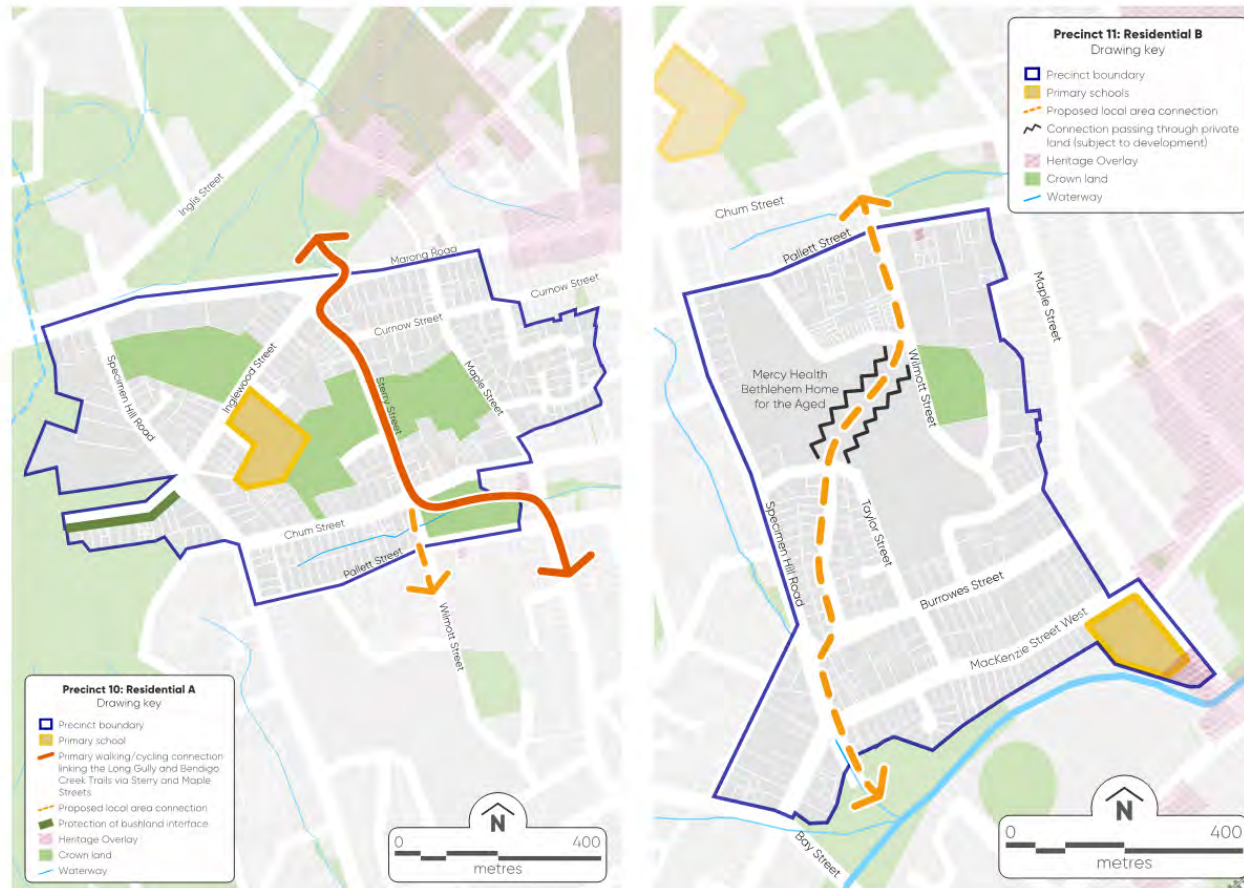 Inglis Street
Marong Road
Curnow Street
Curnow Street
Specimen Hill Road
Inglewood Street
Sterry Street
Maple Street
Chum Street
Pallett Street
Wilmott Street
Precinct 10: Residential A
Drawing key
Precinct boundary
Primary school
Primary walking/cycling connection
linking the Long Gully and Bendigo
Creek Trails via Sterry and Maple
Streets
Proposed local area connection
Protection of bushland interface
Heritage Overlay
Crown land
Waterway
N
0
400
metres
Precinct 11: Residential B
Drawing key
Precinct boundary
Primary schools
Proposed local area connection
Connection passing through private
land (subject to development)
Heritage Overlay
Crown land
Waterway
Chum Street
Pallett Street
Maple Street
Mercy Health
Bethlehem Home
for the Aged
Wilmott Street
Specimen Hill Road
Taylor Street
Burrowes Street
MacKenzie Street West
Bay Street
N
0
400
metres